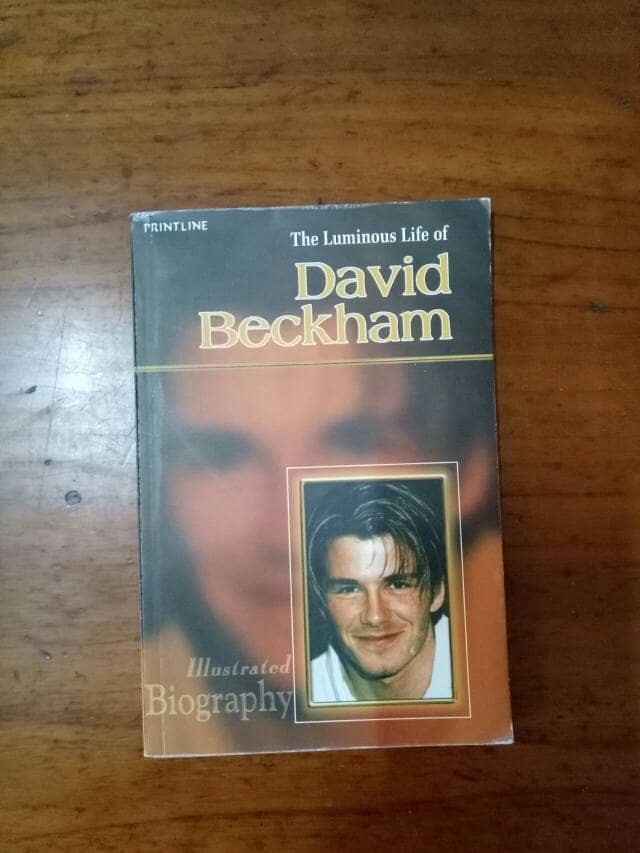 PRINTLINE
The Luminous Life of
David
Beckham
Illustrated
Biography